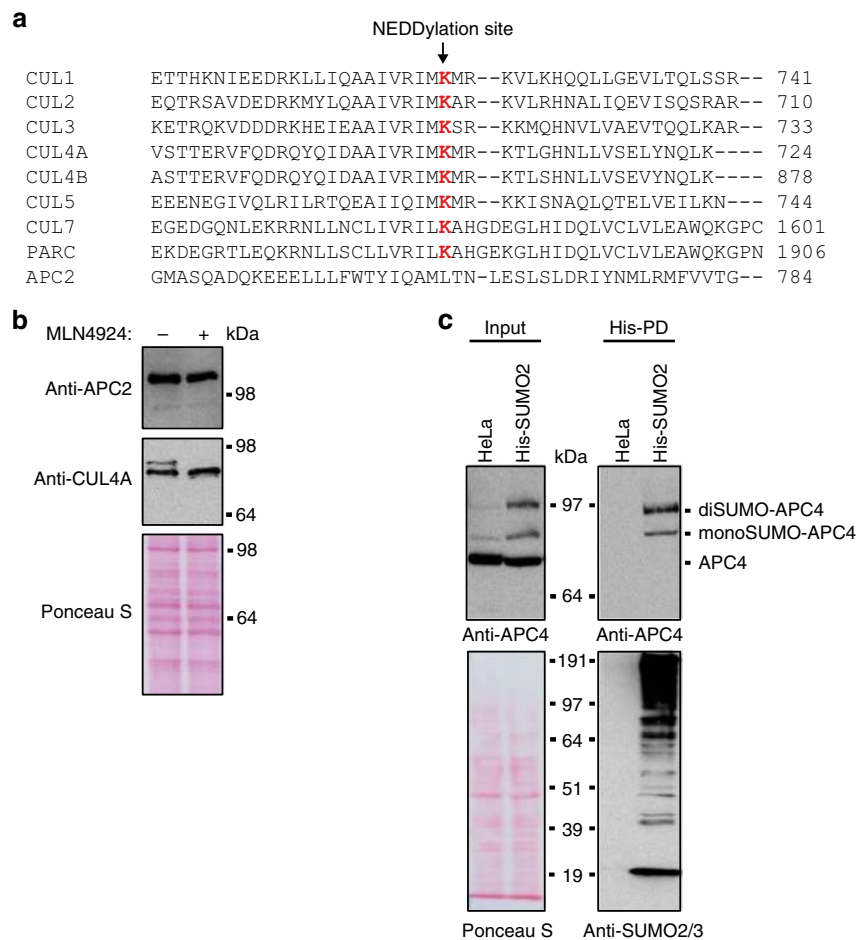 a
NEDDylation site
CUL1 ETTHKNIEEDRKLLIQAAIVRIMKMR--KVLKHQQLLGEVLTQLSSR-- 741
CUL2 EQTRSAVDEDRKMYLQAAIVRIMKAR--KVLRHNALIQEVISQSRAR-- 710
CUL3 KETRQKVDDDRKHEIEAAIVRIMKSR--KKMQHNVLVAEVTQQLKAR-- 733
CUL4A VSTTERVFQDRQYQIDAAIVRIMKMR--KTLGHNLLVSELYNQLK---- 724
CUL4B ASTTERVFQDRQYQIDAAIVRIMKMR--KTLSHNLLVSEVYNQLK---- 878
CUL5 EEENEGIVQLRILRTQEAIIQIMKMR--KKISNAQLQTELVEILKN--- 744
CUL7 EGEDGQNLEKRRNLLNCLIVRILKAHGDEGLHIDQLVCLVLEAWQKGPC 1601
PARC EKDEGRTLEQKRNLLSCLLVRILKAHGEKGLHIDQLVCLVLEAWQKGPN 1906
APC2 GMASQADQKEEELLLFWTYIQAMLTN-LESLSLDRIYNMLRMFVVTG-- 784
b
MLN4924: – + kDa
Anti-APC2
98
Anti-CUL4A
98
64
Ponceau S
98
64
c
Input His-PD
HeLa His-SUMO2 kDa HeLa His-SUMO2
97 diSUMO-APC4
monoSUMO-APC4
APC4
64
Anti-APC4 Anti-APC4
191
97
64
51
39
19
Ponceau S Anti-SUMO2/3